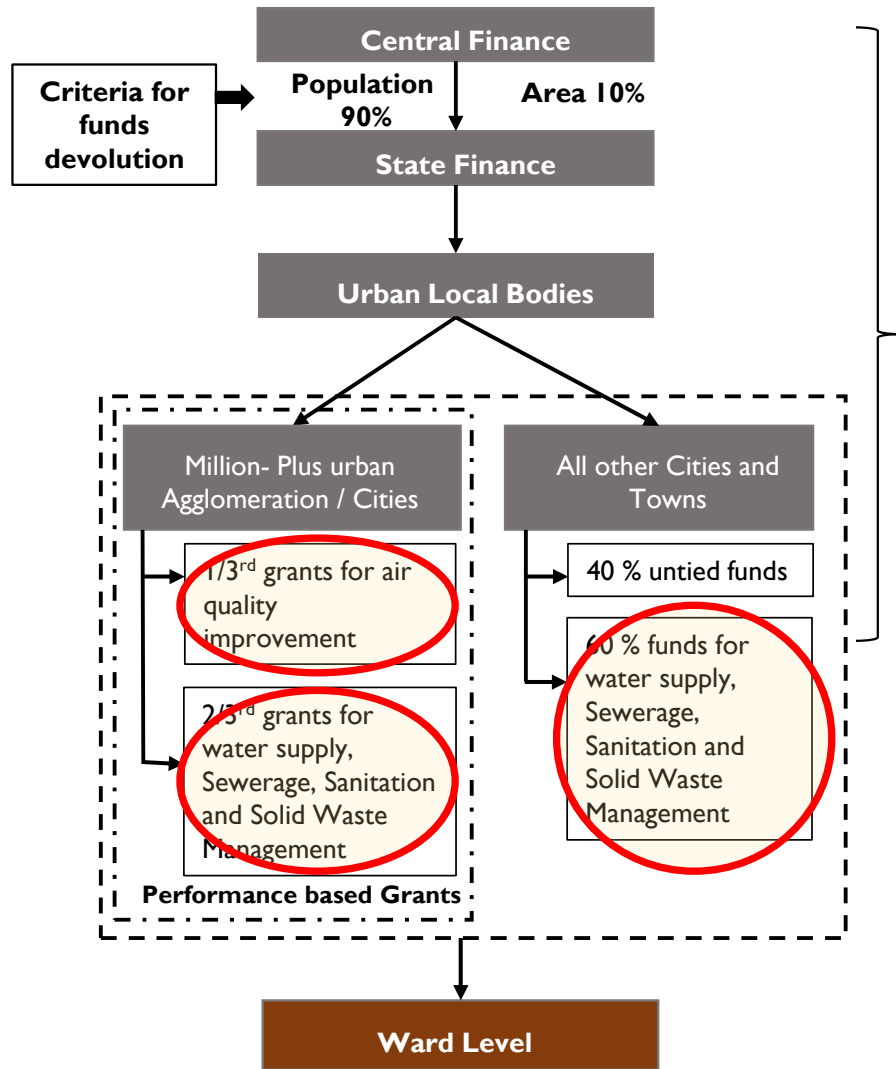 Central Finance
Criteria for
funds
devolution
Population
90%
Area 10%
State Finance
Urban Local Bodies
Million- Plus urban
Agglomeration / Cities
1/3rd grants for air
quality
improvement
2/3rd grants for
water supply,
Sewerage, Sanitation
and Solid Waste
Management
Performance based Grants
All other Cities and
Towns
40 % untied funds
60 % funds for
water supply,
Sewerage,
Sanitation and
Solid Waste
Management
Ward Level